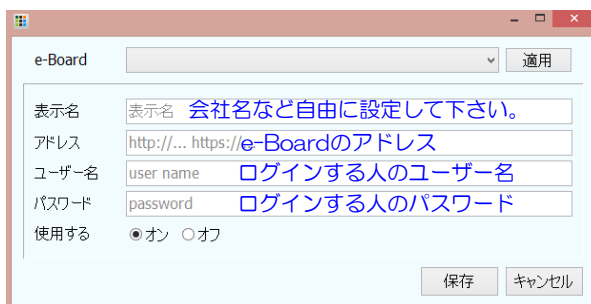 e-Board 適用
表示名 表示名 会社名など自由に設定して下さい。
アドレス http://... https:// e-Boardのアドレス
ユーザー名 user name ログインする人のユーザー名
パスワード password ログインする人のパスワード
使用する オン オフ
保存 キャンセル